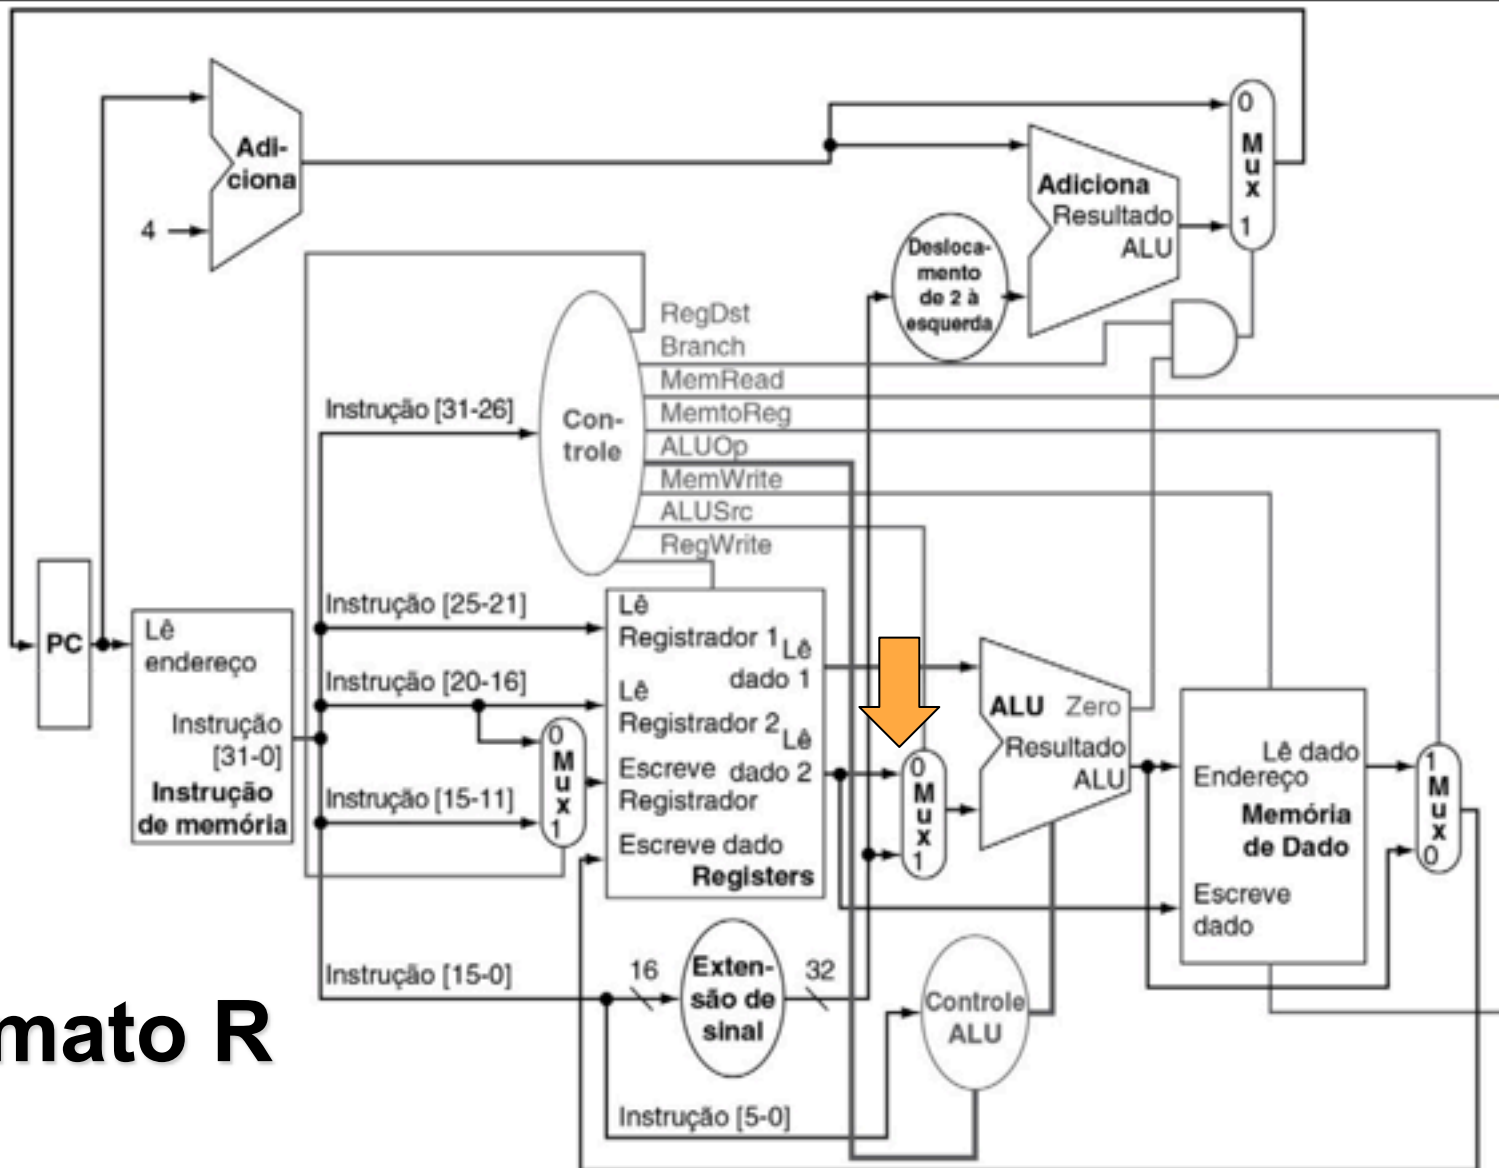 Adi-
ciona
4
0
Mux
1
Adiciona
Resultado
ALU
Desloca-
mento
de 2 à
esquerda
RegDst
Branch
MemRead
MemtoReg
ALUOp
MemWrite
ALUSrc
RegWrite
Con-
trole
Instrução [31-26]
Instrução [25-21]
Instrução [20-16]
Instrução [15-11]
Instrução [15-0]
PC
Lê
endereço
Instrução
[31-0]
Instrução
de memória
0
Mux
1
Lê
Registrador 1
Lê
dado 1
Lê
Registrador 2
Lê
dado 2
Escreve
Registrador
Escreve dado
Registers
0
Mux
1
ALU Zero
Resultado
ALU
Lê dado
Endereço
Memória
de Dado
Escreve
dado
1
Mux
0
16
Exten-
são de
sinal
32
Controle
ALU
Instrução [5-0]
mato R